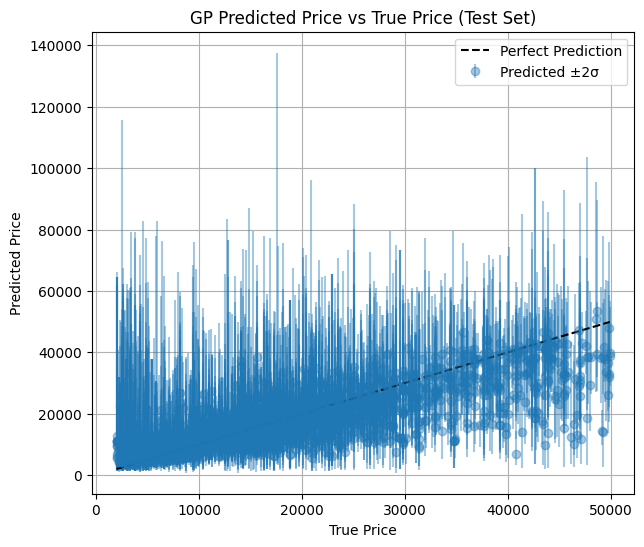 GP Predicted Price vs True Price (Test Set)
Perfect Prediction
Predicted ±2σ
Predicted Price
140000
120000
100000
80000
60000
40000
20000
0
0
10000
20000
30000
40000
50000
True Price